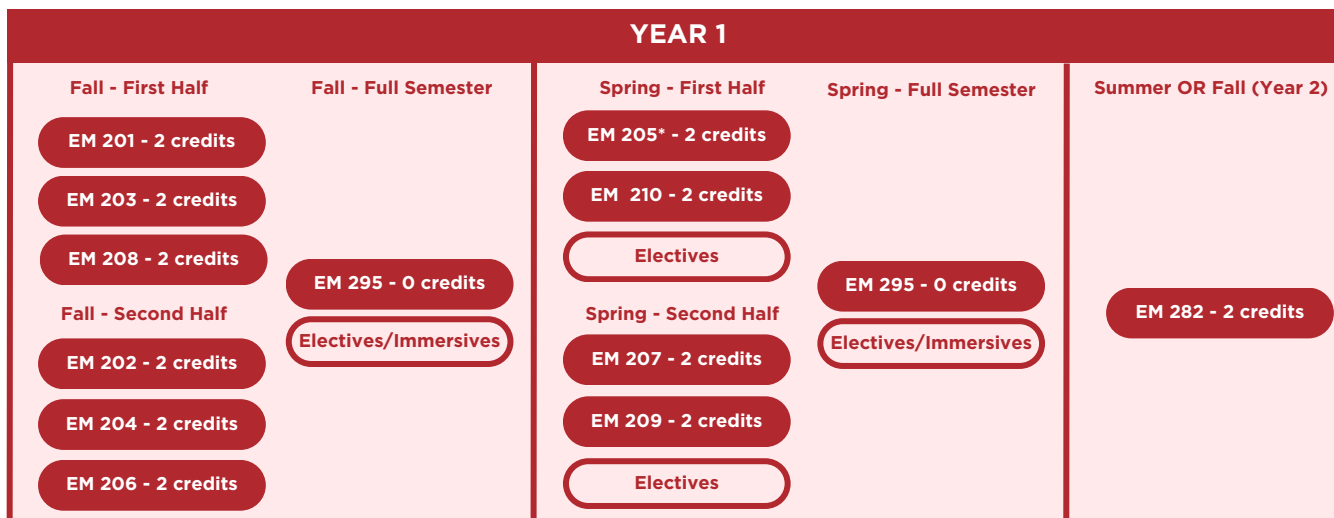 YEAR 1
Fall - First Half
EM 201 - 2 credits
EM 203 - 2 credits
EM 208 - 2 credits
Fall - Second Half
EM 202 - 2 credits
EM 204 - 2 credits
EM 206 - 2 credits
Fall - Full Semester
EM 295 - 0 credits
Electives/Immersives
Spring - First Half
EM 205* - 2 credits
EM 210 - 2 credits
Electives
Spring - Second Half
EM 207 - 2 credits
EM 209 - 2 credits
Electives
Spring - Full Semester
EM 295 - 0 credits
Electives/Immersives
Summer OR Fall (Year 2)
EM 282 - 2 credits